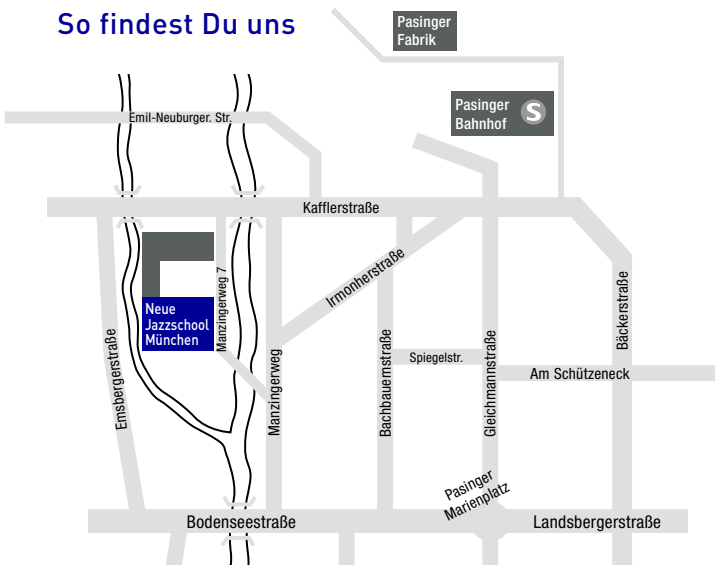 So findest Du uns
Pasinger
Fabrik
Pasinger
Bahnhof
S
Emil-Neuburger. Str.
Kafflerstraße
Irmonherstraße
Manzingerweg 7
Neue
Jazzschool
München
Emsbergerstraße
Manzingerweg
Bachbauernstraße
Spiegelstr.
Gleichmannstraße
Bäckerstraße
Am Schützeneck
Pasinger
Marienplatz
Bodenseestraße
Landsbergerstraße